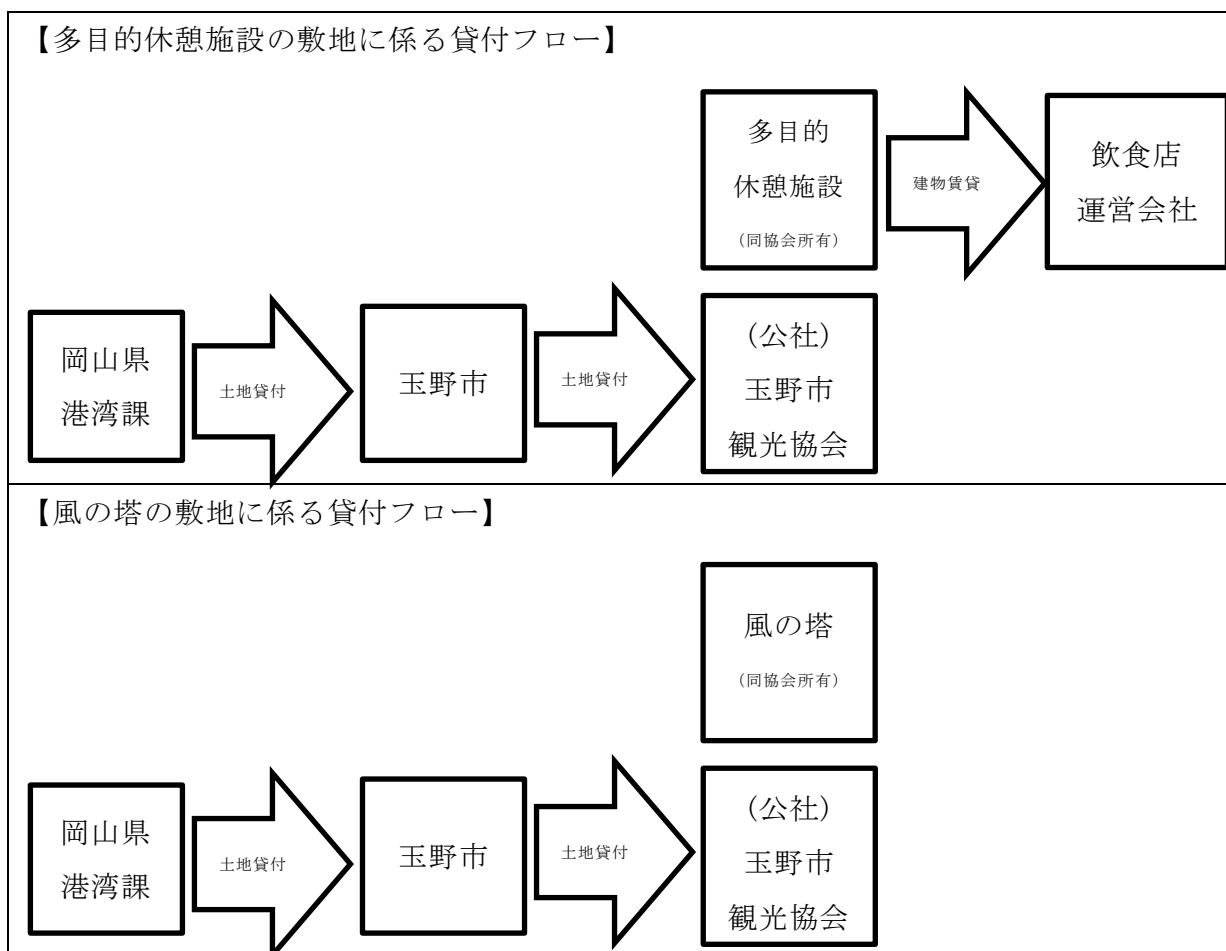 【多目的休憩施設の敷地に係る貸付フロー】
多目的
休憩施設
（同協会所有）
建物賃貸
飲食店
運営会社
岡山県
港湾課
土地貸付
玉野市
土地貸付
（公社）
玉野市
観光協会
【風の塔の敷地に係る貸付フロー】
風の塔
（同協会所有）
岡山県
港湾課
土地貸付
玉野市
土地貸付
（公社）
玉野市
観光協会